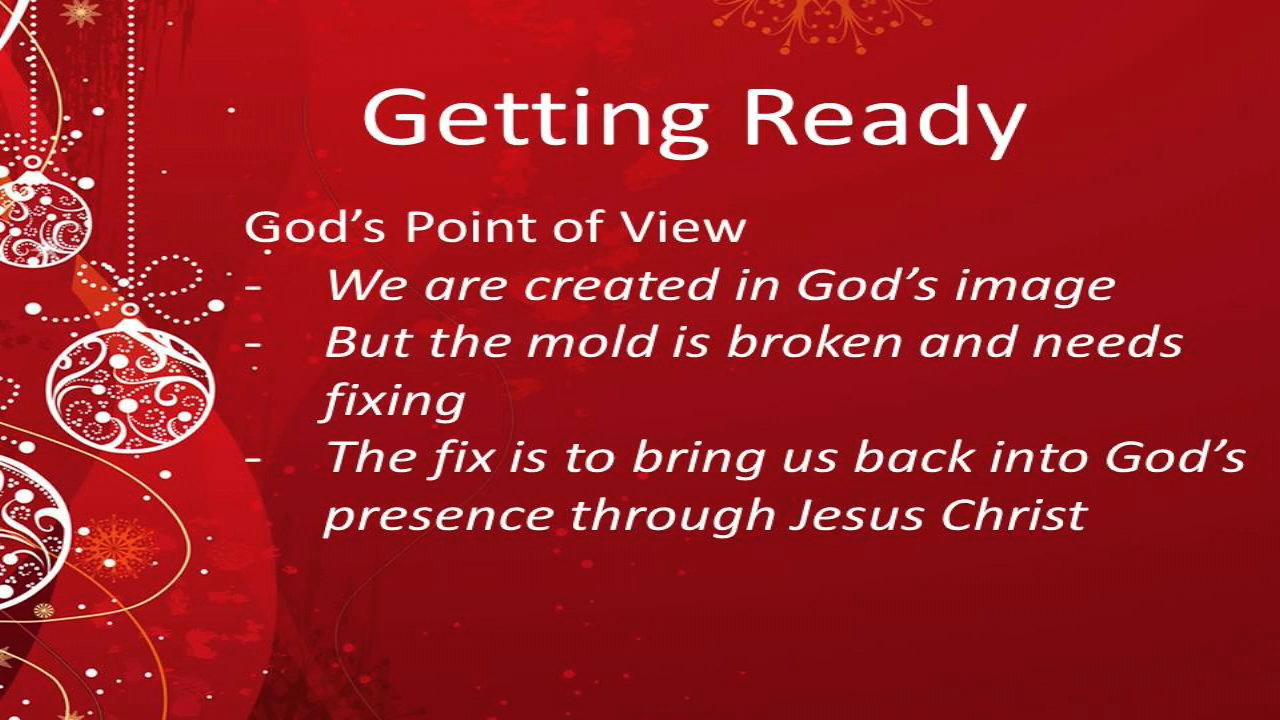 Getting Ready
God’s Point of View
- We are created in God’s image
- But the mold is broken and needs
fixing
- The fix is to bring us back into God’s
presence through Jesus Christ